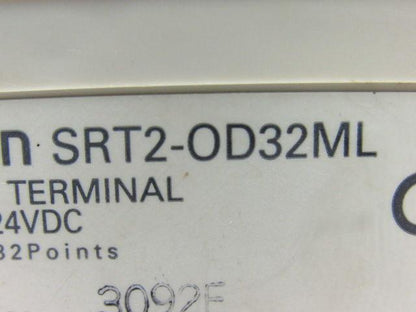 n SRT2-OD32ML
TERMINAL
24VDC
32Points
3092F